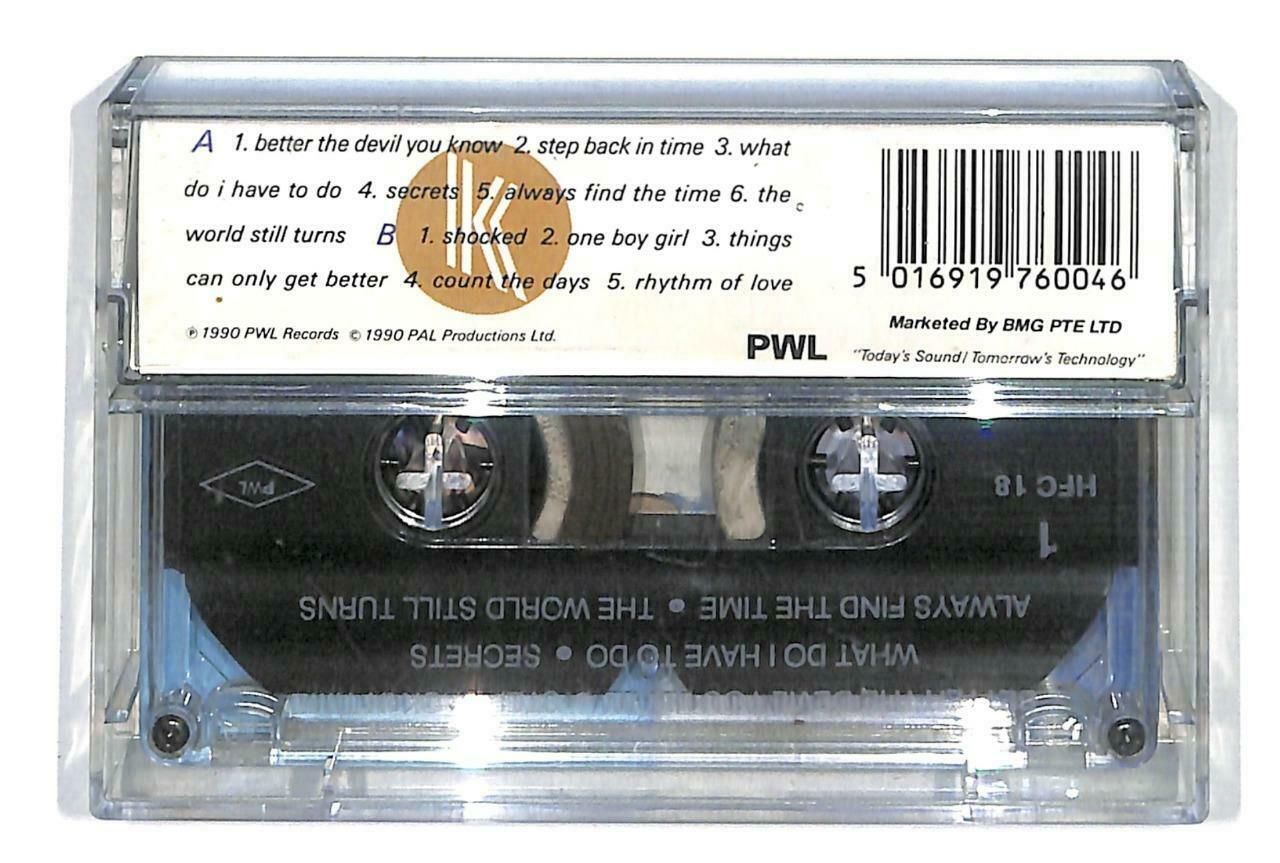 A 1. better the devil you know 2. step back in time 3. what
do i have to do 4. secrets 5. always find the time 6. the
world still turns B 1. shocked 2. one boy girl 3. things
can only get better 4. count the days 5. rhythm of love
℗ 1990 PWL Records © 1990 PAL Productions Ltd.
PWL
5 016919 760046
Marketed By BMG PTE LTD
"Today's Sound/Tomorrow's Technology"
PWL
HFC 18
1
WHAT DO I HAVE TO DO • SECRETS
ALWAYS FIND THE TIME • THE WORLD STILL TURNS